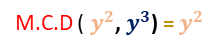 M.C.D ( y², y³) = y²